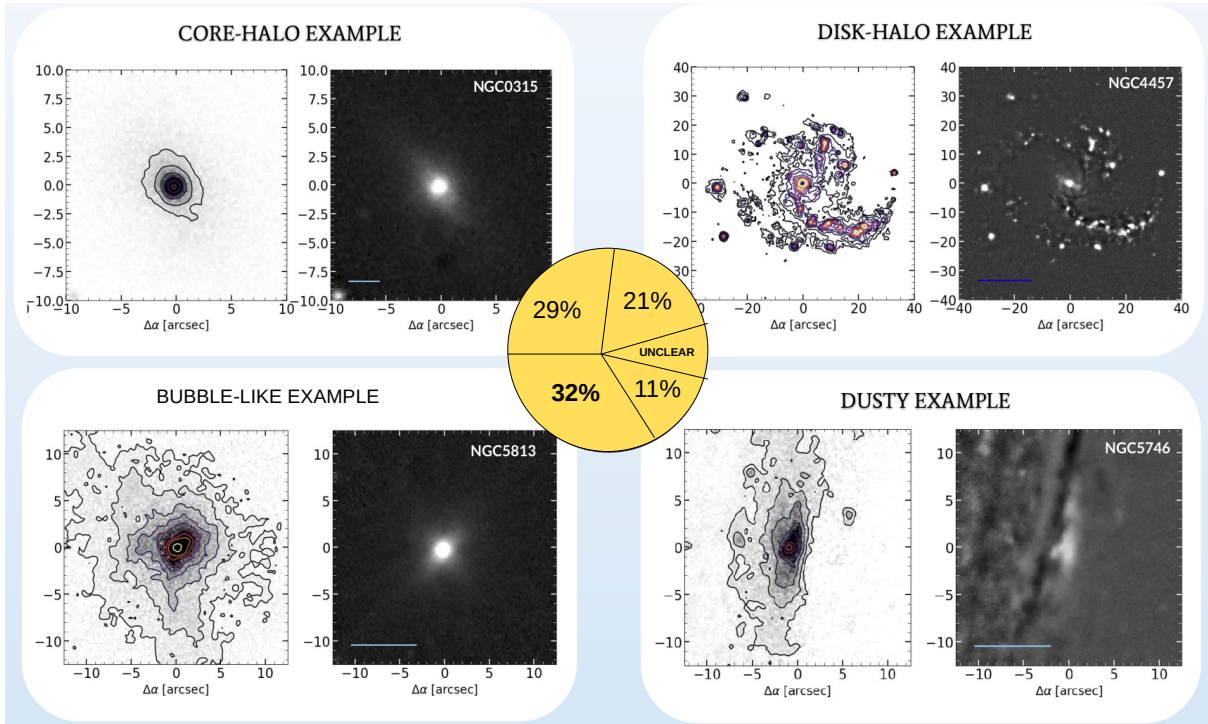 CORE-HALO EXAMPLE
10.0
7.5
5.0
2.5
0.0
−2.5
−5.0
−7.5
−10.0
−10 −5 0 5 10
Δα [arcsec]
NGC0315
10.0
7.5
5.0
2.5
0.0
−2.5
−5.0
−7.5
−10.0
−10 −5 0 5
Δα [arcsec]
DISK-HALO EXAMPLE
40
30
20
10
0
−10
−20
30
40
−20 0 20 40
Δα [arcsec]
NGC4457
40
30
20
10
0
−10
−20
−30
−40
−40 −20 0 20 40
Δα [arcsec]
29%
21%
UNCLEAR
32%
11%
BUBBLE-LIKE EXAMPLE
10
5
0
−5
−10
−10 −5 0 5 10
Δα [arcsec]
NGC5813
10
5
0
−5
−10
−10 −5 0 5 10
Δα [arcsec]
DUSTY EXAMPLE
10
5
0
−5
−10
−10 −5 0 5 10
Δα [arcsec]
NGC5746
10
5
0
−5
−10
−10 −5 0 5 10
Δα [arcsec]